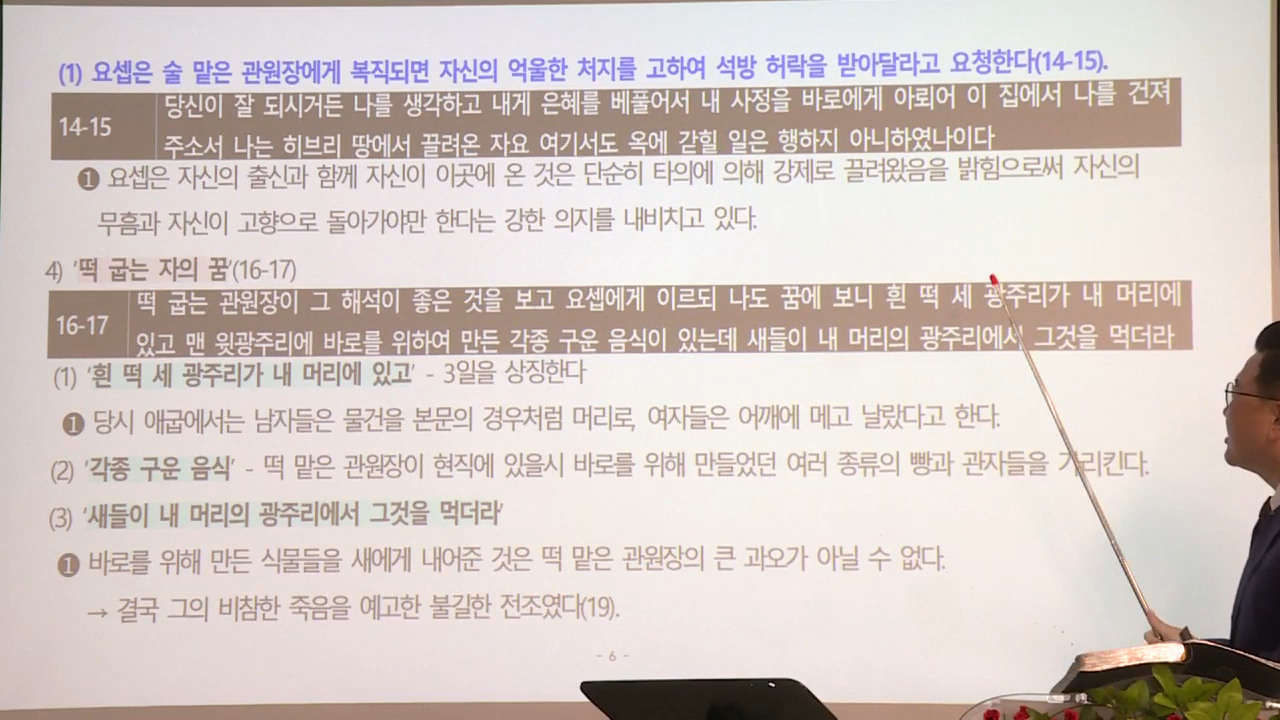 (1) 요셉은 술 맡은 관원장에게 복직되면 자신의 억울한 처지를 고하여 석방 허락을 받아달라고 요청한다(14-15).
14-15
당신이 잘 되시거든 나를 생각하고 내게 은혜를 베풀어서 내 사정을 바로에게 아뢰어 이 집에서 나를 건져
주소서 나는 히브리 땅에서 끌려온 자요 여기서도 옥에 갇힐 일은 행하지 아니하였나이다
❶ 요셉은 자신의 출신과 함께 자신이 이곳에 온 것은 단순히 타의에 의해 강제로 끌려왔음을 밝힘으로써 자신의
무흠과 자신이 고향으로 돌아가야만 한다는 강한 의지를 내비치고 있다.
4) '떡 굽는 자의 꿈'(16-17)
16-17
떡 굽는 관원장이 그 해석이 좋은 것을 보고 요셉에게 이르되 나도 꿈에 보니 흰 떡 세 광주리가 내 머리에
있고 맨 윗광주리에 바로를 위하여 만든 각종 구운 음식이 있는데 새들이 내 머리의 광주리에서 그것을 먹더라
(1) '흰 떡 세 광주리가 내 머리에 있고' - 3일을 상징한다
❶ 당시 애굽에서는 남자들은 물건을 본문의 경우처럼 머리로, 여자들은 어깨에 메고 날랐다고 한다.
(2) '각종 구운 음식' - 떡 맡은 관원장이 현직에 있을시 바로를 위해 만들었던 여러 종류의 빵과 관자들을 가리킨다.
(3) '새들이 내 머리의 광주리에서 그것을 먹더라'
❶ 바로를 위해 만든 식물들을 새에게 내어준 것은 떡 맡은 관원장의 큰 과오가 아닐 수 없다.
→ 결국 그의 비참한 죽음을 예고한 불길한 전조였다(19).
- 6 -